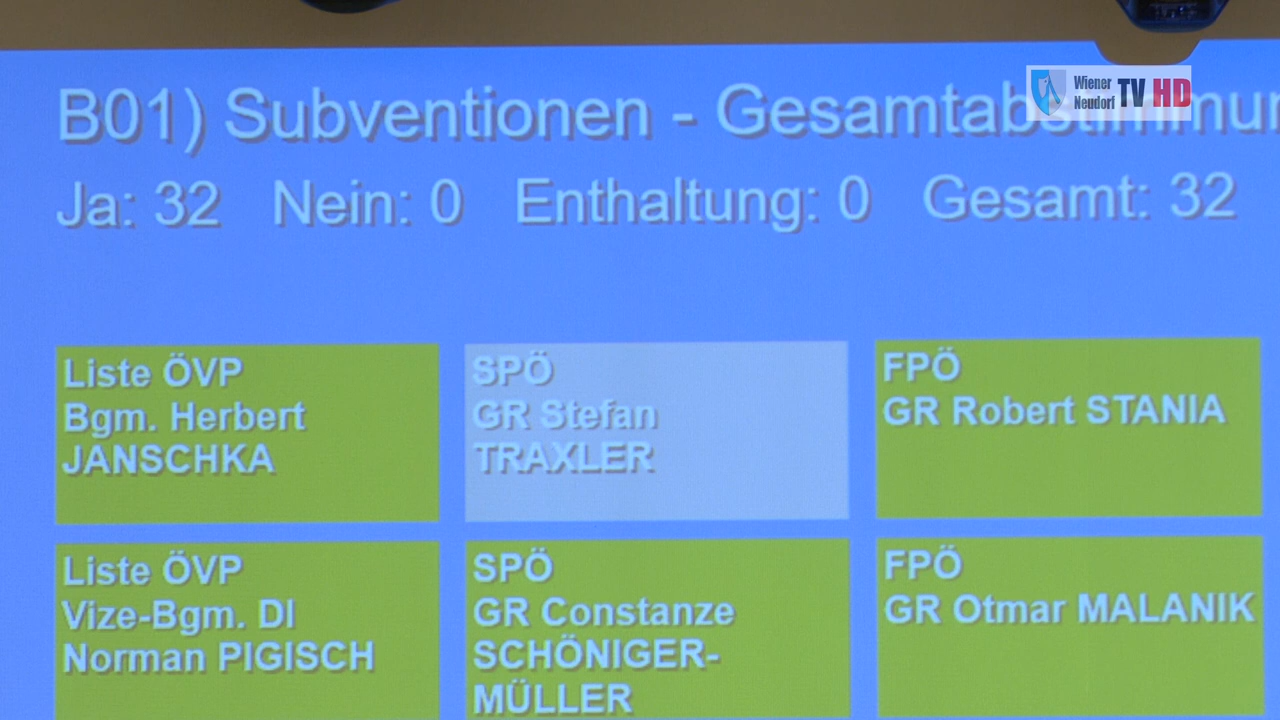 B01) Subventionen - Gesamtabstimmun
Wiener
Neudorf TV HD
Ja: 32 Nein: 0 Enthaltung: 0 Gesamt: 32
Liste ÖVP
Bgm. Herbert
JANSCHKA
SPÖ
GR Stefan
TRAXLER
FPÖ
GR Robert STANIA
Liste ÖVP
Vize-Bgm. DI
Norman PIGISCH
SPÖ
GR Constanze
SCHÖNIGER-
MÜLLER
FPÖ
GR Otmar MALANIK